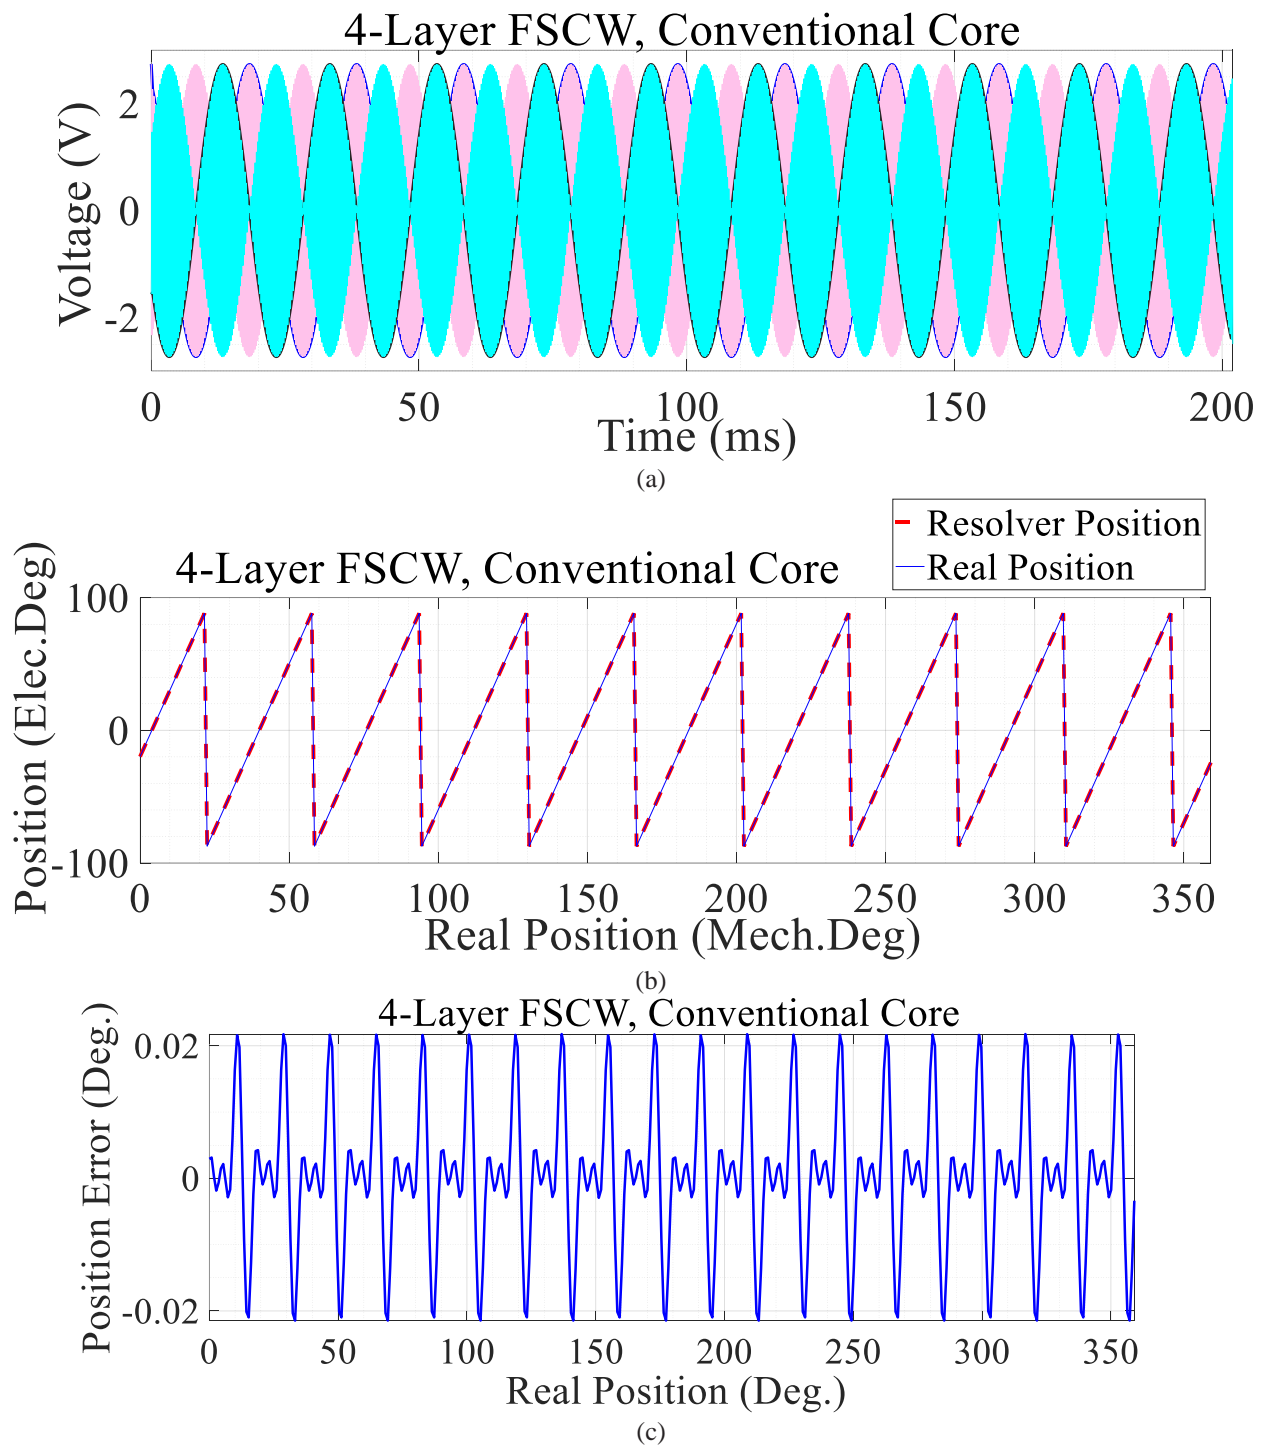 4-Layer FSCW, Conventional Core
Voltage (V)
2
0
-2
0 50 100 150 200
Time (ms)
(a)
Resolver Position
Real Position
4-Layer FSCW, Conventional Core
Position (Elec.Deg)
100
0
-100
0 50 100 150 200 250 300 350
Real Position (Mech.Deg)
(b)
4-Layer FSCW, Conventional Core
Position Error (Deg.)
0.02
0
-0.02
0 50 100 150 200 250 300 350
Real Position (Deg.)
(c)